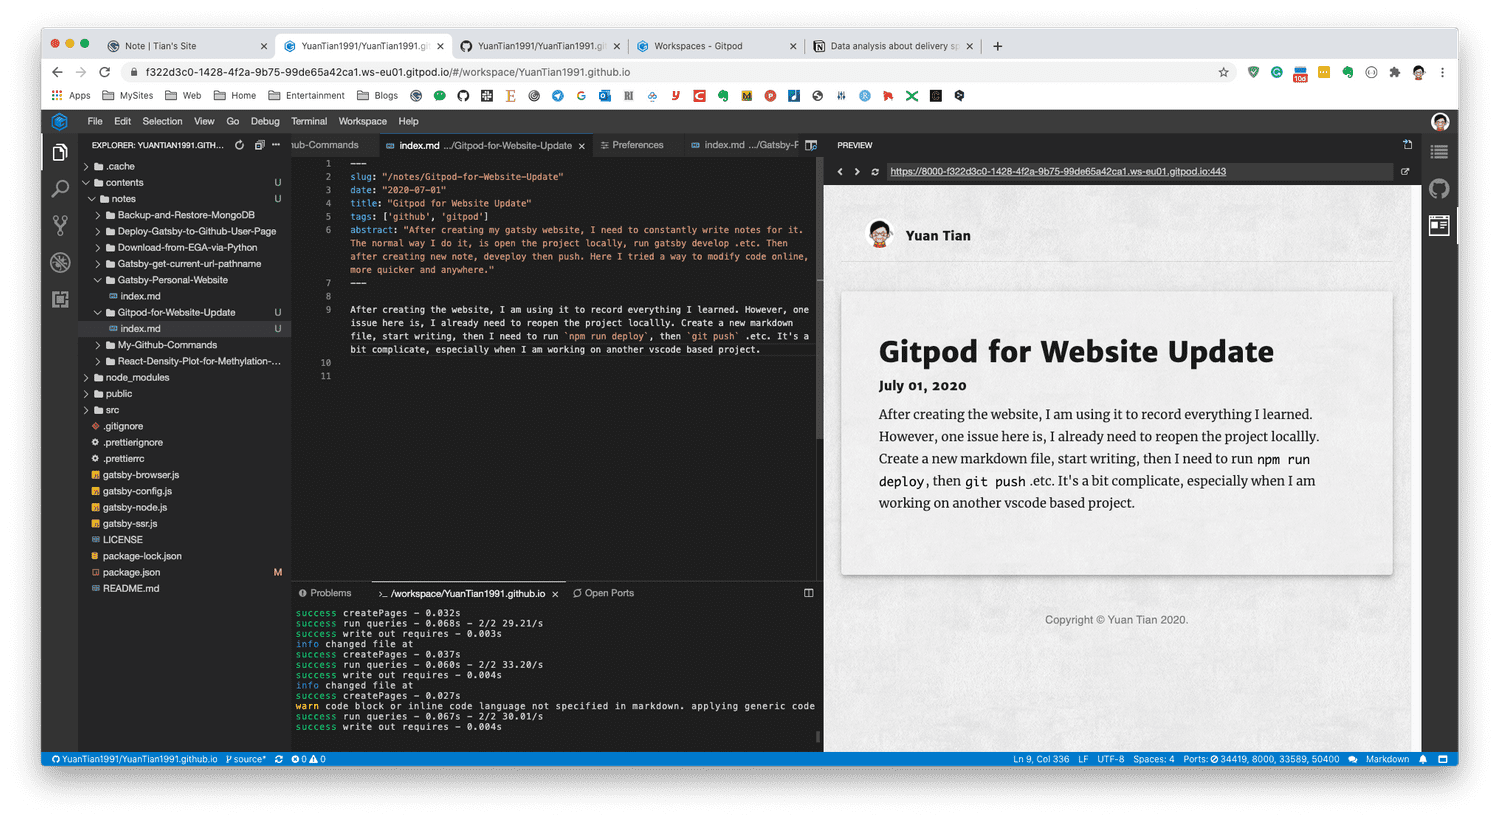 Note | Tian's Site
YuanTian1991/YuanTian1991.gi
YuanTian1991/YuanTian1991.gi
Workspaces - Gitpod
Data analysis about delivery sp
f322d3c0-1428-4f2a-9b75-99de65a42ca1.ws-eu01.gitpod.io/#/workspace/YuanTian1991.github.io
10d
Apps MySites Web Home Entertainment Blogs
File Edit Selection View Go Debug Terminal Workspace Help
EXPLORER: YUANTIAN1991.GITH...
.cache
contents U
notes U
Backup-and-Restore-MongoDB
Deploy-Gatsby-to-Github-User-Page
Download-from-EGA-via-Python
Gatsby-get-current-url-pathname
Gatsby-Personal-Website
index.md
Gitpod-for-Website-Update U
index.md U
My-Github-Commands
React-Density-Plot-for-Methylation-...
node_modules
public
src
.gitignore
.prettierignore
.prettierrc
gatsby-browser.js
gatsby-config.js
gatsby-node.js
gatsby-ssr.js
LICENSE
package-lock.json
package.json M
README.md
hub-Commands index.md .../Gitpod-for-Website-Update Preferences index.md .../Gatsby-F
1 ---
2 slug: "/notes/Gitpod-for-Website-Update"
3 date: "2020-07-01"
4 title: "Gitpod for Website Update"
5 tags: ['github', 'gitpod']
6 abstract: "After creating my gatsby website, I need to constantly write notes for it.
The normal way I do it, is open the project locally, run gatsby develop .etc. Then
after creating new note, deveploy then push. Here I tried a way to modify code online,
more quicker and anywhere."
7 ---
8
9 After creating the website, I am using it to record everything I learned. However, one
issue here is, I already need to reopen the project locallly. Create a new markdown
file, start writing, then I need to run `npm run deploy`, then `git push` .etc. It's a
bit complicate, especially when I am working on another vscode based project.
10
11
Problems >_ /workspace/YuanTian1991.github.io Open Ports
success createPages - 0.032s
success run queries - 0.068s - 2/2 29.21/s
success write out requires - 0.003s
info changed file at
success createPages - 0.037s
success run queries - 0.060s - 2/2 33.20/s
success write out requires - 0.004s
info changed file at
success createPages - 0.027s
warn code block or inline code language not specified in markdown. applying generic code
success run queries - 0.067s - 2/2 30.01/s
success write out requires - 0.004s
PREVIEW
https://8000-f322d3c0-1428-4f2a-9b75-99de65a42ca1.ws-eu01.gitpod.io:443
Yuan Tian
Gitpod for Website Update
July 01, 2020
After creating the website, I am using it to record everything I learned.
However, one issue here is, I already need to reopen the project locallly.
Create a new markdown file, start writing, then I need to run npm run
deploy, then git push .etc. It's a bit complicate, especially when I am
working on another vscode based project.
Copyright © Yuan Tian 2020.
YuanTian1991/YuanTian1991.github.io source* 0 0
Ln 9, Col 336 LF UTF-8 Spaces: 4 Ports: 34419, 8000, 33589, 50400 Markdown